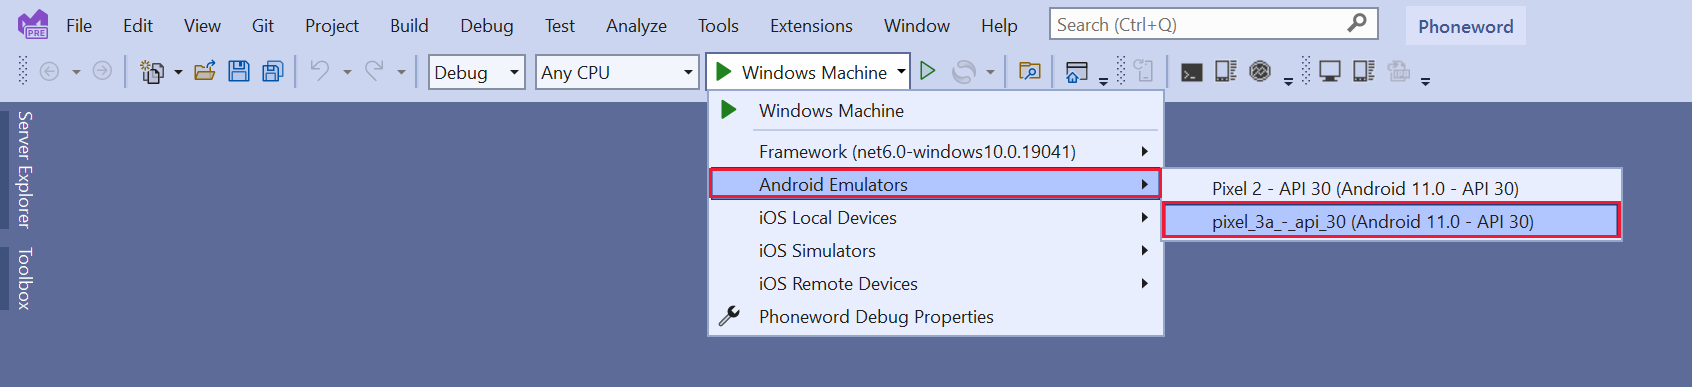 PRE File Edit View Git Project Build Debug Test Analyze Tools Extensions Window Help Search (Ctrl+Q) Phoneword
Debug Any CPU Windows Machine
Windows Machine
Framework (net6.0-windows10.0.19041)
Android Emulators
iOS Local Devices
iOS Simulators
iOS Remote Devices
Phoneword Debug Properties
Pixel 2 - API 30 (Android 11.0 - API 30)
pixel_3a_-_api_30 (Android 11.0 - API 30)
Server Explorer
Toolbox